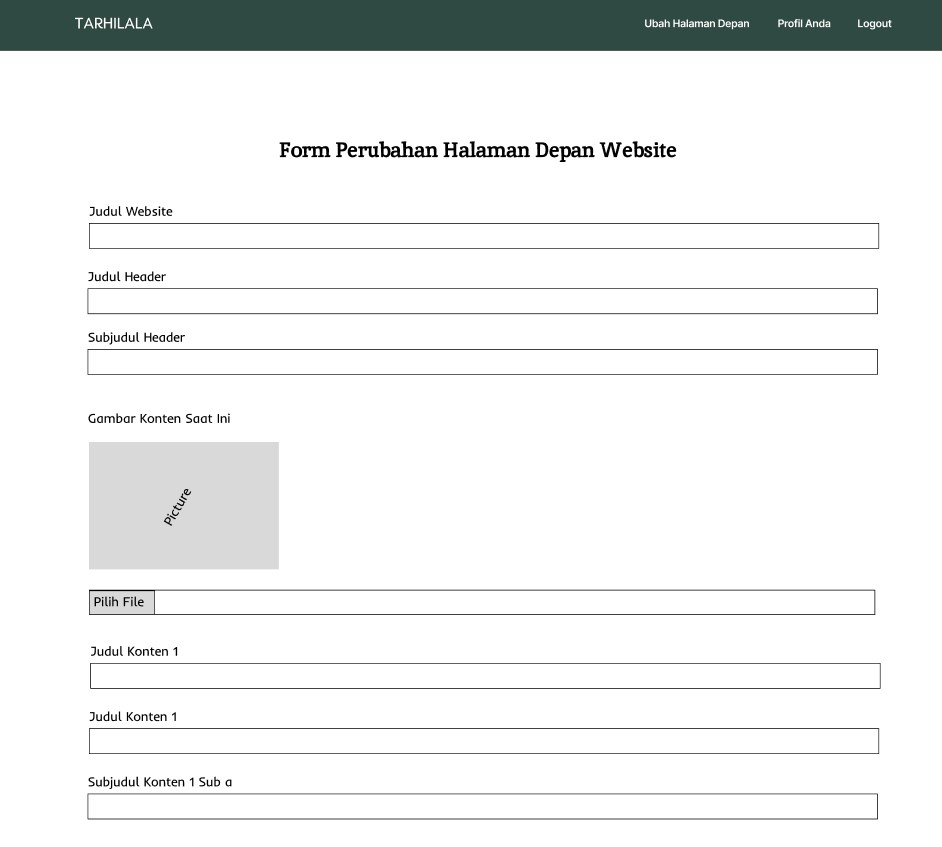 TARHILALA
Ubah Halaman Depan Profil Anda Logout
Form Perubahan Halaman Depan Website
Judul Website
Judul Header
Subjudul Header
Gambar Konten Saat Ini
Picture
Pilih File
Judul Konten 1
Judul Konten 1
Subjudul Konten 1 Sub a